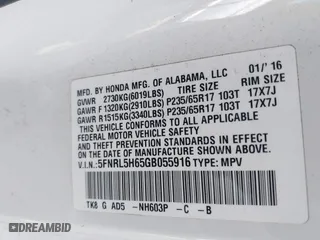 MFD. BY HONDA MFG. OF ALABAMA, LLC 01/'16
GVWR 2730KG(6019LBS) TIRE SIZE RIM SIZE
GAWR F 1320KG(2910LBS) P235/65R17 103T 17X7J
GAWR R 1515KG(3340LBS) P235/65R17 103T 17X7J
THIS VEHICLE CONFORMS TO ALL APPLICABLE
FEDERAL MOTOR VEHICLE SAFETY AND
THEFT PREVENTION STANDARDS IN EFFECT ON
THE DATE OF MANUFACTURE SHOWN ABOVE.
V.I.N.: 5FNRL5H65GB055916 TYPE: MPV
TK8 G AD5 -NH603P -C -B
OtoBidMaster